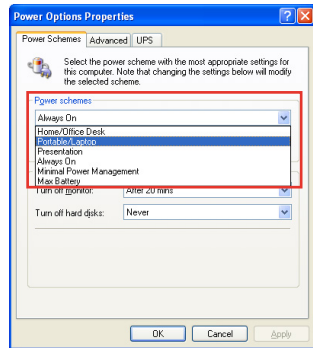 Power Options Properties
Power Schemes Advanced UPS
Select the power scheme with the most appropriate settings for
this computer. Note that changing the settings below will modify
the selected scheme.
Power schemes
Always On
Home/Office Desk
Portable/Laptop
Presentation
Always On
Minimal Power Management
Max Battery
Turn off monitor: After 20 mins
Turn off hard disks: Never
OK Cancel Apply